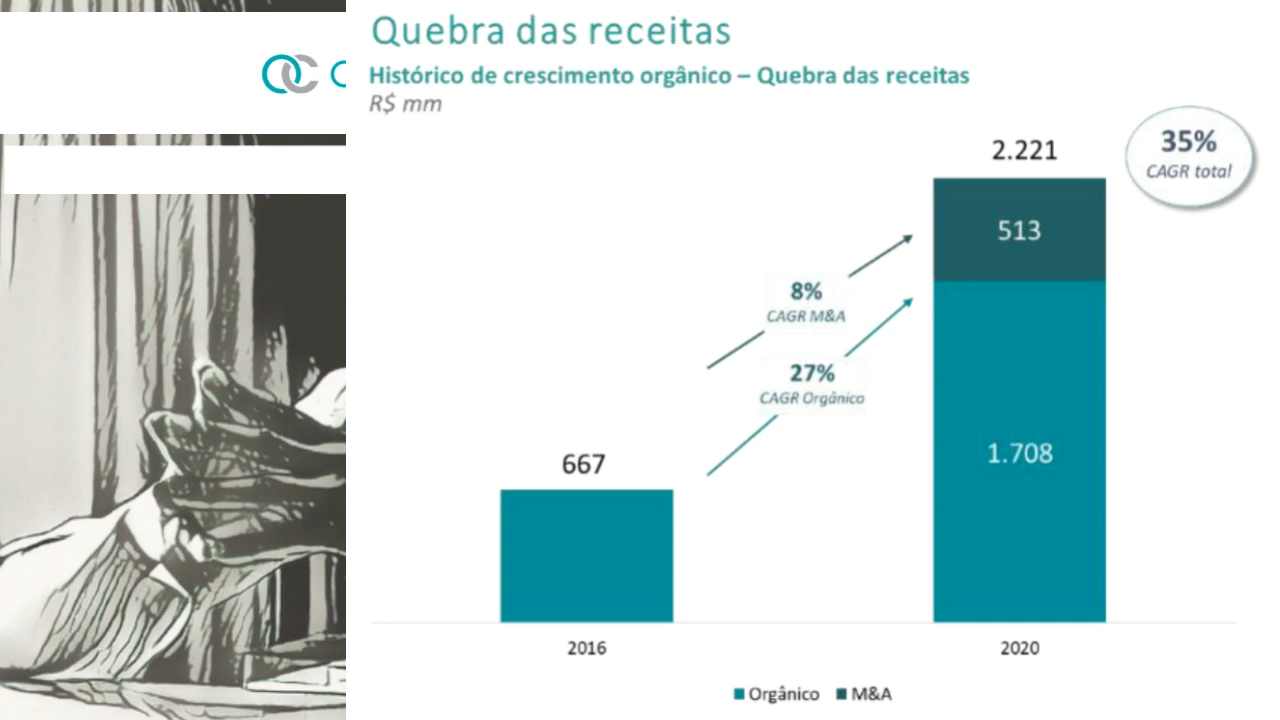 Quebra das receitas
Histórico de crescimento orgânico – Quebra das receitas
R$ mm
2.221
35%
CAGR total
513
8%
CAGR M&A
27%
CAGR Orgânico
667
1.708
2016
2020
Orgânico M&A